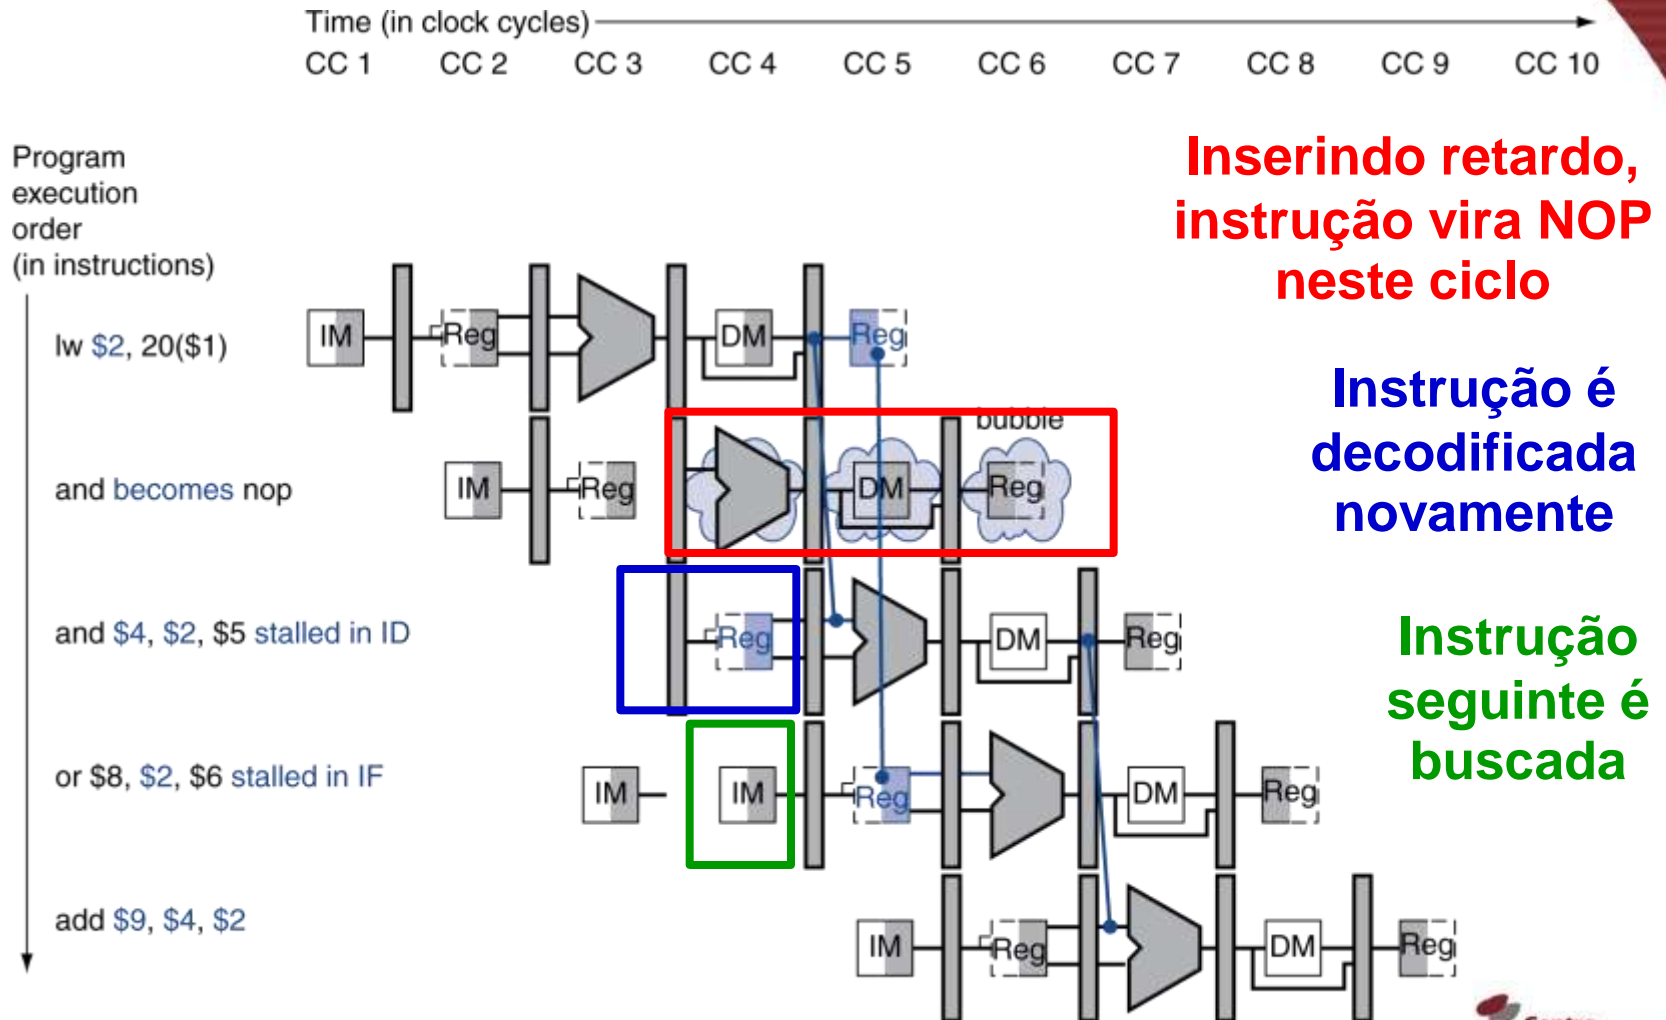 Time (in clock cycles)
CC 1 CC 2 CC 3 CC 4 CC 5 CC 6 CC 7 CC 8 CC 9 CC 10
Program
execution
order
(in instructions)
Inserindo retardo,
instrução vira NOP
neste ciclo
lw $2, 20($1)
IM Reg DM Reg
Instrução é
decodificada
novamente
bubble
and becomes nop
IM Reg DM Reg
and $4, $2, $5 stalled in ID
Reg DM Reg
Instrução
seguinte é
buscada
or $8, $2, $6 stalled in IF
IM IM Reg DM Reg
add $9, $4, $2
IM Reg DM Reg